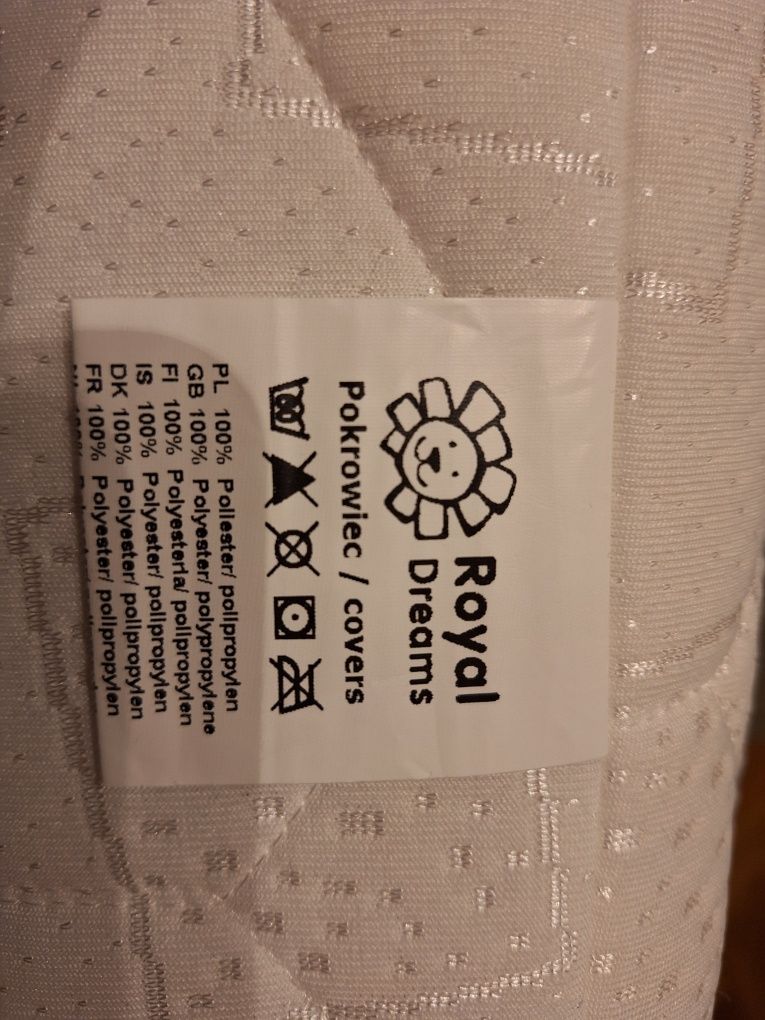 Royal
Dreams
Pokrowiec / covers
60
PL 100% Poliester/ polipropylen
GB 100% Polyester/ polypropylene
FI 100% Polyesteria/ polipropylen
IS 100% Polyester/ polipropylen
DK 100% Polyester/ polipropylen
FR 100% Polyester/ polipropylen